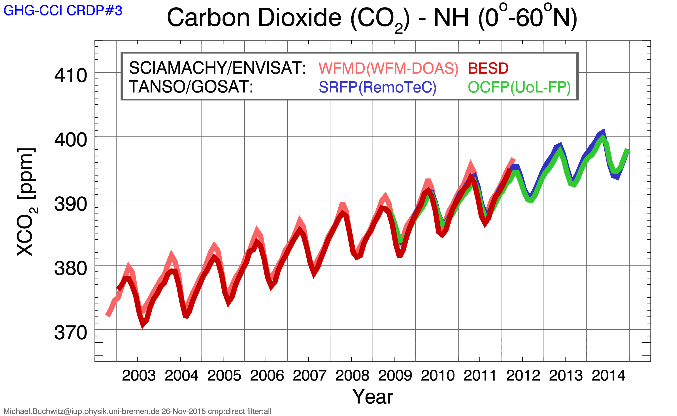 GHG-CCI CRDP#3
Carbon Dioxide (CO₂) - NH (0°-60°N)
SCIAMACHY/ENVISAT: WFMD(WFM-DOAS) BESD
TANSO/GOSAT: SRFP(RemoTeC) OCFP(UoL-FP)
410
400
390
380
370
XCO₂ [ppm]
2003 2004 2005 2006 2007 2008 2009 2010 2011 2012 2013 2014
Year
Michael.Buchwitz@iup.physik.uni-bremen.de 26-Nov-2015 cmp:direct filter:all